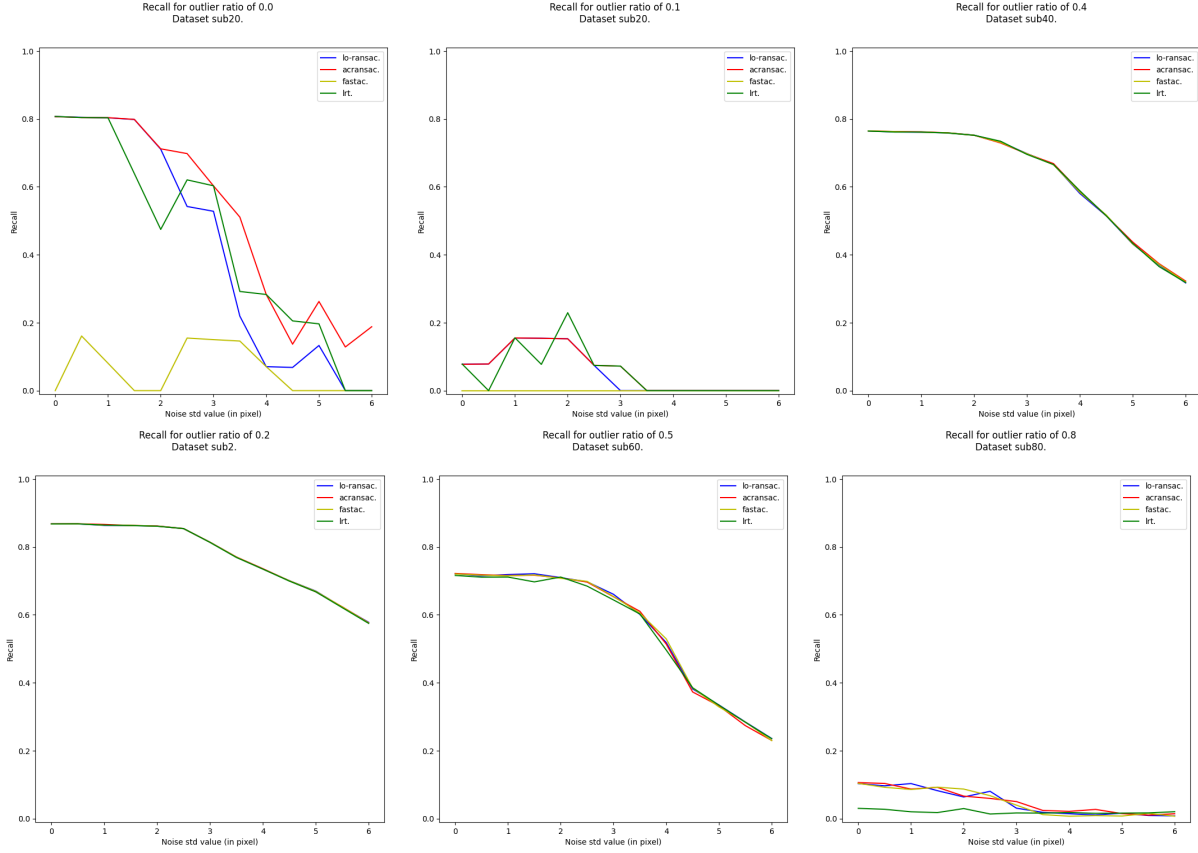 Recall for outlier ratio of 0.0
Dataset sub20.
1.0
0.8
0.6
0.4
0.2
0.0
Recall
lo-ransac.
acransac.
fastac.
lrt.
0 1 2 3 4 5 6
Noise std value (in pixel)
Recall for outlier ratio of 0.1
Dataset sub20.
1.0
0.8
0.6
0.4
0.2
0.0
Recall
lo-ransac.
acransac.
fastac.
lrt.
0 1 2 3 4 5 6
Noise std value (in pixel)
Recall for outlier ratio of 0.4
Dataset sub40.
1.0
0.8
0.6
0.4
0.2
0.0
Recall
lo-ransac.
acransac.
fastac.
lrt.
0 1 2 3 4 5 6
Noise std value (in pixel)
Recall for outlier ratio of 0.2
Dataset sub2.
1.0
0.8
0.6
0.4
0.2
0.0
Recall
lo-ransac.
acransac.
fastac.
lrt.
0 1 2 3 4 5 6
Noise std value (in pixel)
Recall for outlier ratio of 0.5
Dataset sub60.
1.0
0.8
0.6
0.4
0.2
0.0
Recall
lo-ransac.
acransac.
fastac.
lrt.
0 1 2 3 4 5 6
Noise std value (in pixel)
Recall for outlier ratio of 0.8
Dataset sub80.
1.0
0.8
0.6
0.4
0.2
0.0
Recall
lo-ransac.
acransac.
fastac.
lrt.
0 1 2 3 4 5 6
Noise std value (in pixel)